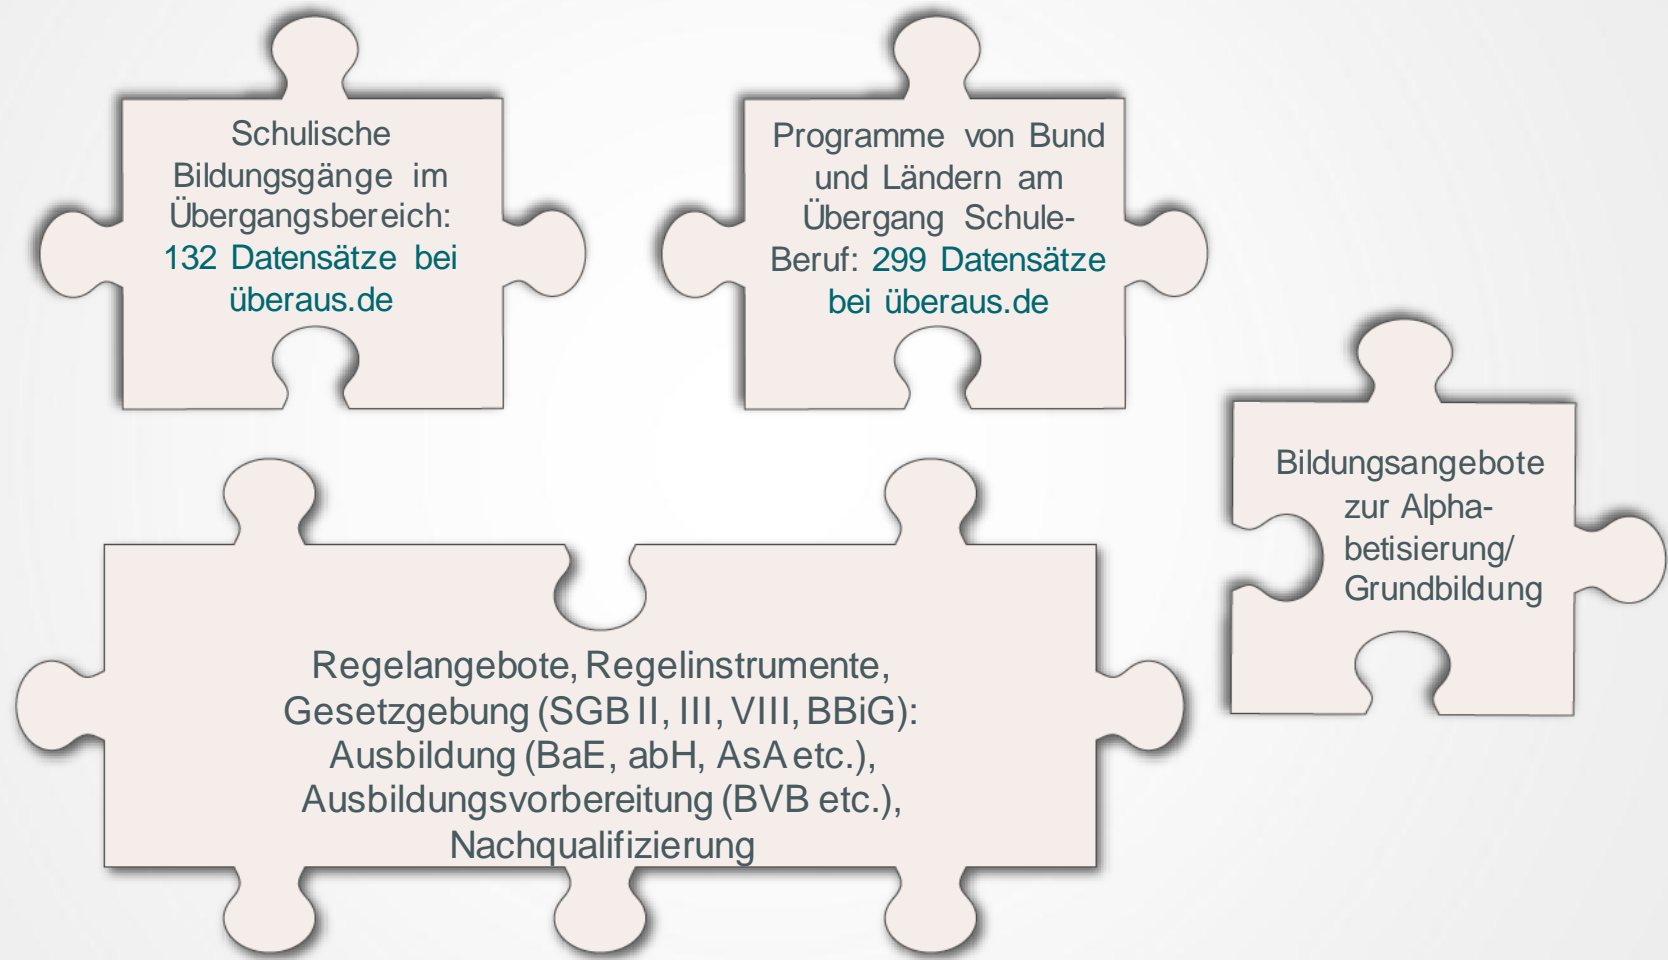 Schulische
Bildungsgänge im
Übergangsbereich:
132 Datensätze bei
überaus.de
Programme von Bund
und Ländern am
Übergang Schule-
Beruf: 299 Datensätze
bei überaus.de
Bildungsangebote
zur Alpha-
betisierung/
Grundbildung
Regelangebote, Regelinstrumente,
Gesetzgebung (SGB II, III, VIII, BBiG):
Ausbildung (BaE, abH, AsA etc.),
Ausbildungsvorbereitung (BVB etc.),
Nachqualifizierung